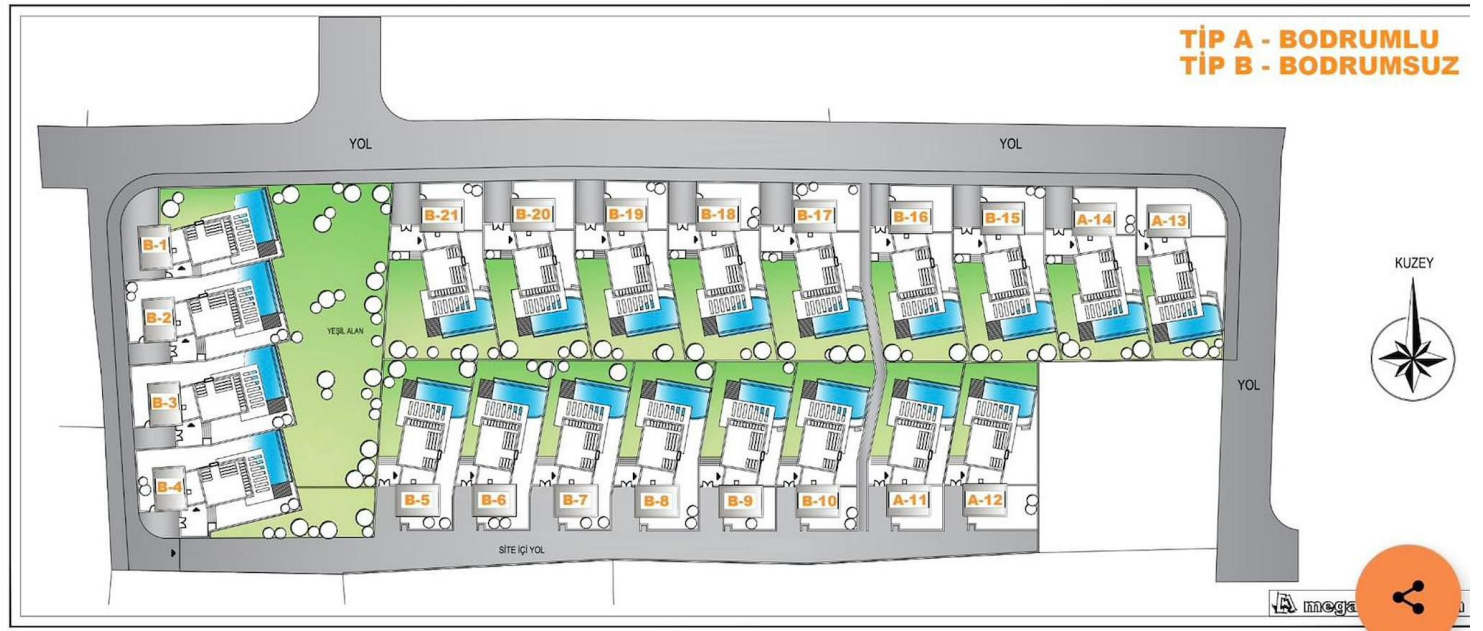 TİP A - BODRUMLU
TİP B - BODRUMSUZ
YOL
YOL
B-21
B-20
B-19
B-18
B-17
B-16
B-15
A-14
A-13
B-1
KUZEY
B-2
YEŞİL ALAN
YOL
B-3
B-4
B-5
B-6
B-7
B-8
B-9
B-10
A-11
A-12
SİTE İÇİ YOL